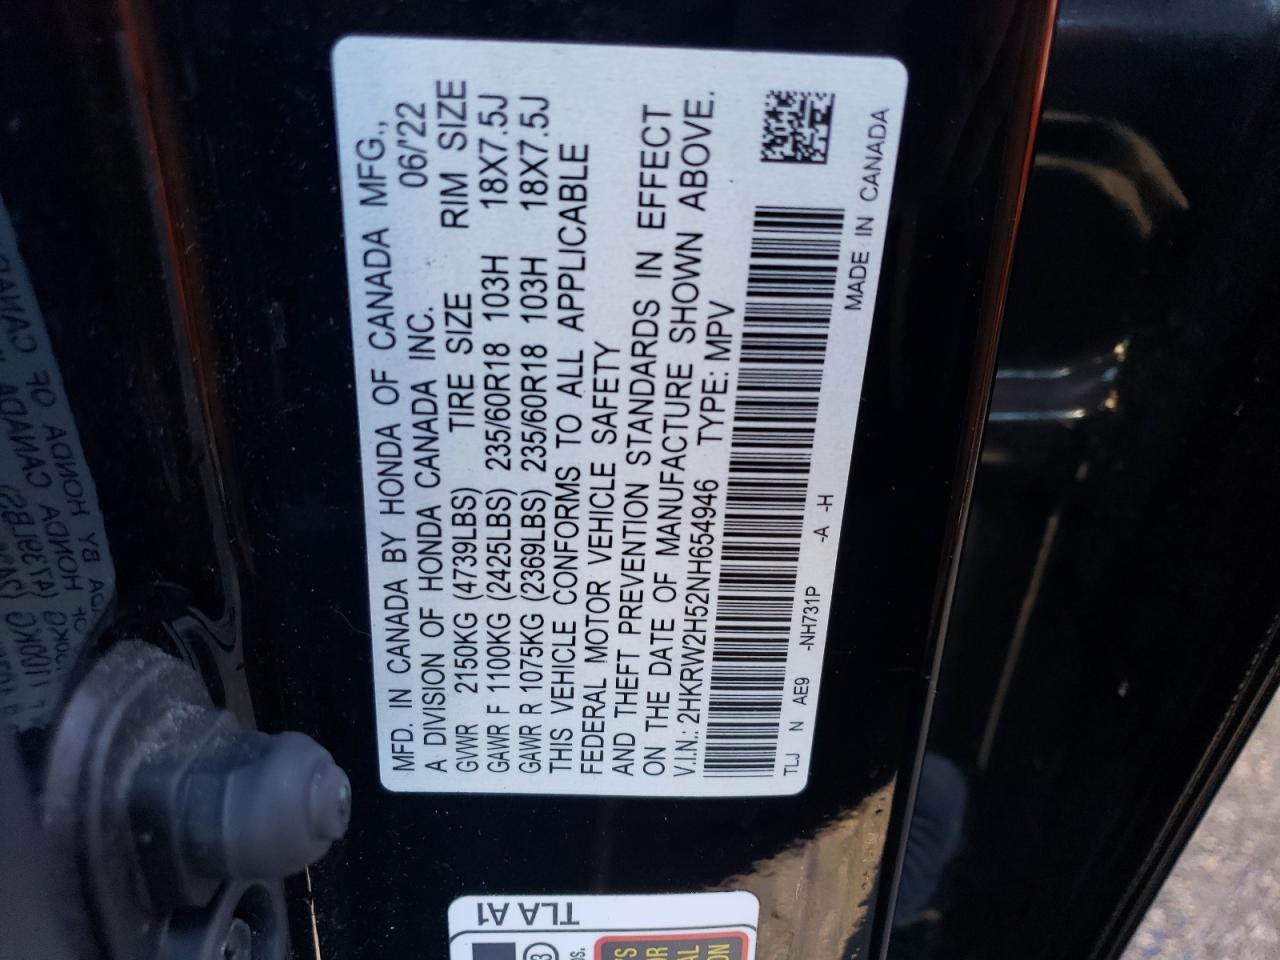 MFD. IN CANADA BY HONDA OF CANADA MFG.,
A DIVISION OF HONDA CANADA INC. 06/'22
GVWR 2150KG (4739LBS) TIRE SIZE RIM SIZE
GAWR F 1100KG (2425LBS) 235/60R18 103H 18X7.5J
GAWR R 1075KG (2369LBS) 235/60R18 103H 18X7.5J
THIS VEHICLE CONFORMS TO ALL APPLICABLE
FEDERAL MOTOR VEHICLE SAFETY
AND THEFT PREVENTION STANDARDS IN EFFECT
ON THE DATE OF MANUFACTURE SHOWN ABOVE.
V.I.N.: 2HKRW2H52NH654946 TYPE: MPV
TLJ N AE9 -NH731P -A -H
MADE IN CANADA
TLA A1